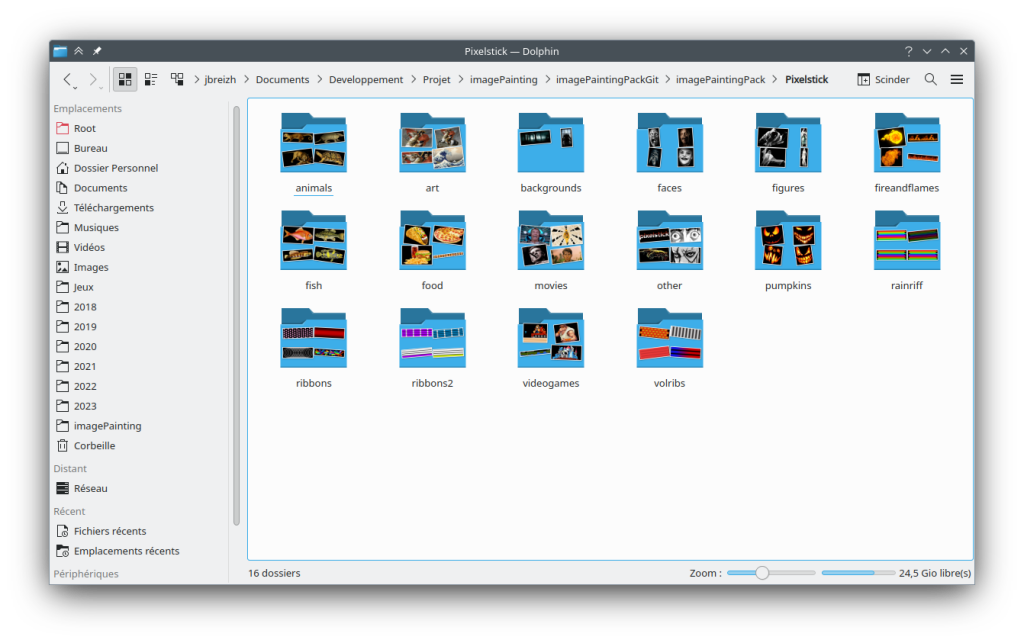 Pixelstick — Dolphin
jbreizh > Documents > Developpement > Projet > imagePainting > imagePaintingPackGit > imagePaintingPack > Pixelstick
Scinder
Emplacements
Root
Bureau
Dossier Personnel
Documents
Téléchargements
Musiques
Vidéos
Images
Jeux
2018
2019
2020
2021
2022
2023
imagePainting
Corbeille
Distant
Réseau
Récent
Fichiers récents
Emplacements récents
Périphériques
animals art backgrounds faces figures fireandflames
PIXELSTICK
fish food movies other pumpkins rainriff
ribbons ribbons2 videogames volribs
16 dossiers
Zoom :
24,5 Gio libre(s)